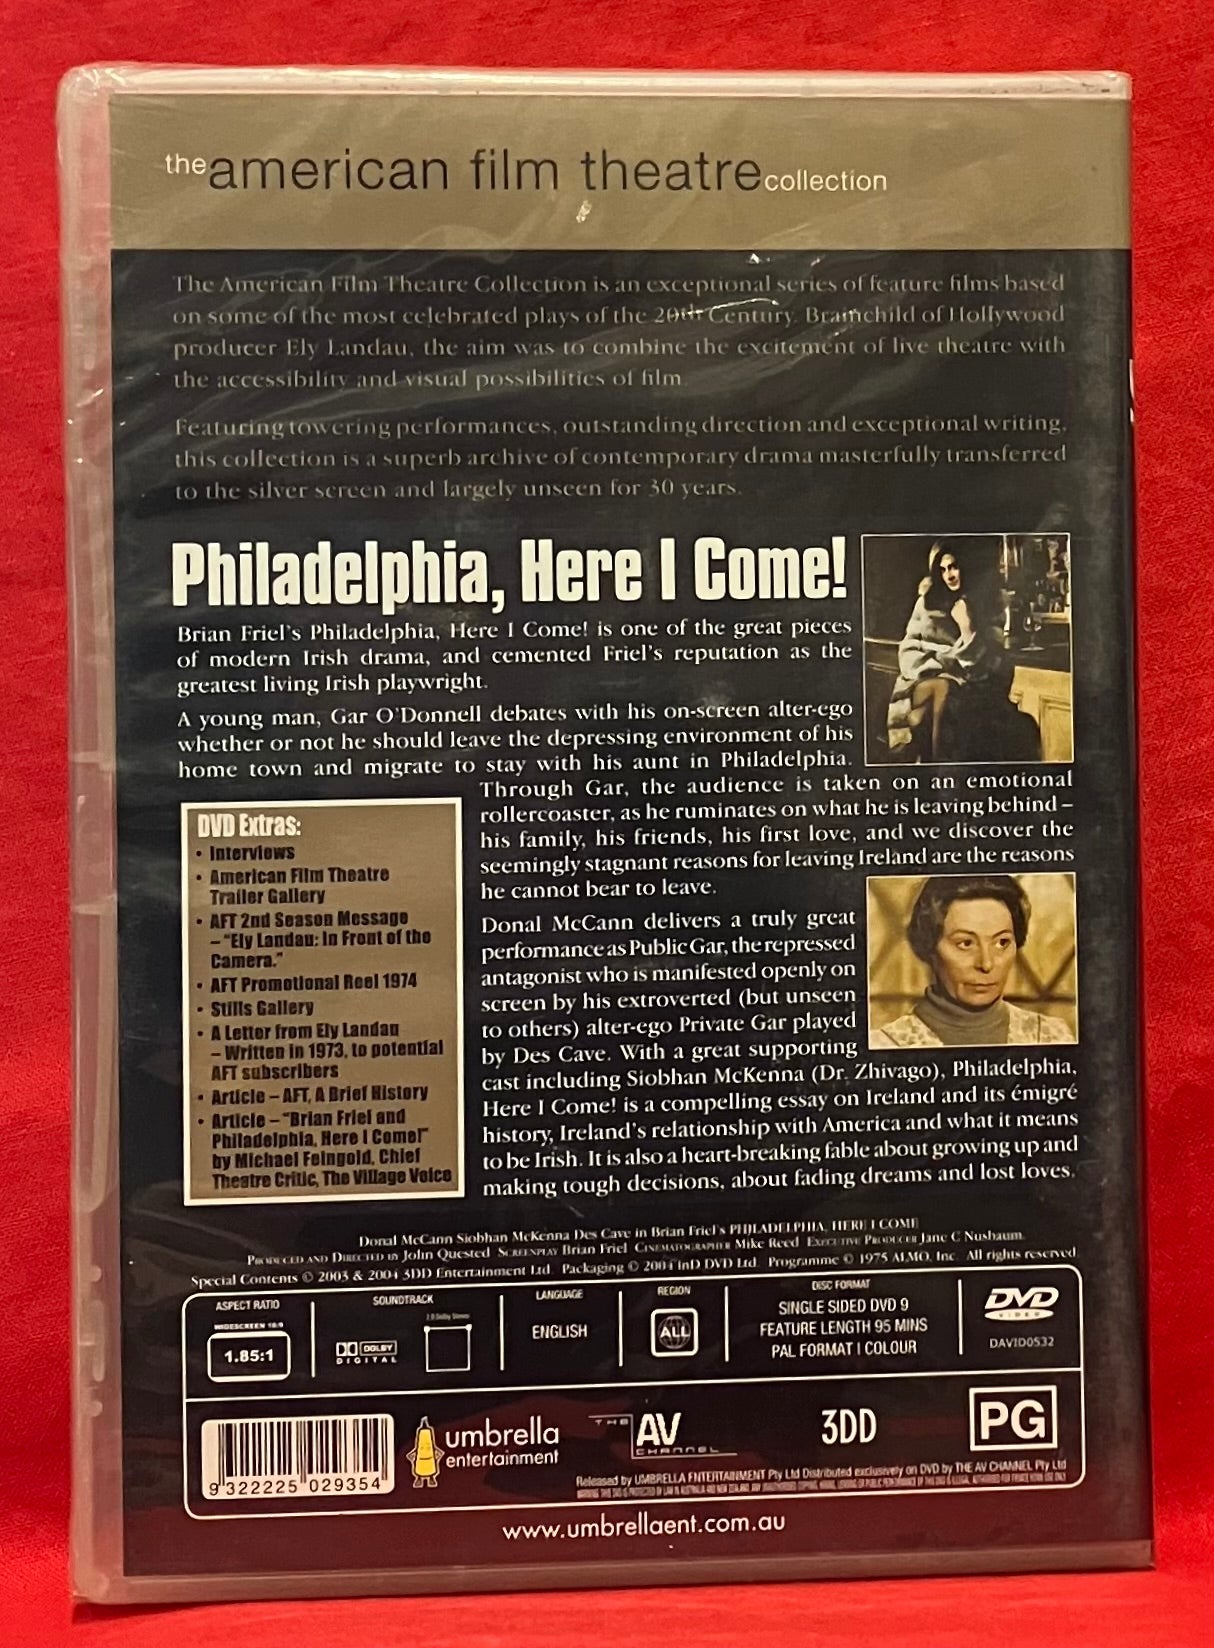 the american film theatre collection
The American Film Theatre Collection is an exceptional series of feature films based
on some of the most celebrated plays of the 20th Century. Brainchild of Hollywood
producer Ely Landau, the aim was to combine the excitement of live theatre with
the accessibility and visual possibilities of film.
Featuring towering performances, outstanding direction and exceptional writing,
this collection is a superb archive of contemporary drama masterfully transferred
to the silver screen and largely unseen for 30 years.
Philadelphia, Here I Come!
Brian Friel's Philadelphia, Here I Come! is one of the great pieces
of modern Irish drama, and cemented Friel's reputation as the
greatest living Irish playwright.
A young man, Gar O'Donnell debates with his on-screen alter-ego
whether or not he should leave the depressing environment of his
home town and migrate to stay with his aunt in Philadelphia.
Through Gar, the audience is taken on an emotional
rollercoaster, as he ruminates on what he is leaving behind –
his family, his friends, his first love, and we discover the
seemingly stagnant reasons for leaving Ireland are the reasons
he cannot bear to leave.
Donal McCann delivers a truly great
performance as Public Gar, the repressed
antagonist who is manifested openly on
screen by his extroverted (but unseen
to others) alter-ego Private Gar played
by Des Cave. With a great supporting
cast including Siobhan McKenna (Dr. Zhivago), Philadelphia,
Here I Come! is a compelling essay on Ireland and its émigré
history, Ireland's relationship with America and what it means
to be Irish. It is also a heart-breaking fable about growing up and
making tough decisions, about fading dreams and lost loves.
DVD Extras:
• Interviews
• American Film Theatre
Trailer Gallery
• AFT 2nd Season Message
– "Ely Landau: In Front of the
Camera."
• AFT Promotional Reel 1974
• Stills Gallery
• A Letter from Ely Landau
– Written in 1973, to potential
AFT subscribers
• Article – AFT, A Brief History
• Article – "Brian Friel and
Philadelphia, Here I Come!"
by Michael Feingold, Chief
Theatre Critic, The Village Voice
Donal McCann Siobhan McKenna Des Cave in Brian Friel's PHILADELPHIA, HERE I COME
Produced and Directed by John Quested Screenplay Brian Friel Cinematographer Mike Reed Executive Producer Jane C Nusbaum
Special Contents © 2003 & 2004 3DD Entertainment Ltd. Packaging © 2004 InD DVD Ltd. Programme © 1975 ALMO, Inc. All rights reserved
ASPECT RATIO
WIDESCREEN 16:9
1.85:1
SOUNDTRACK
DOLBY
DIGITAL
2.0 Dolby Stereo
LANGUAGE
ENGLISH
REGION
ALL
DISC FORMAT
SINGLE SIDED DVD 9
FEATURE LENGTH 95 MINS
PAL FORMAT | COLOUR
DVD
VIDEO
DAVID0532
9 322225 029354
umbrella
entertainment
THE
AV
CHANNEL
3DD
PG
Released by UMBRELLA ENTERTAINMENT Pty Ltd Distributed exclusively on DVD by THE AV CHANNEL Pty Ltd
www.umbrellaent.com.au